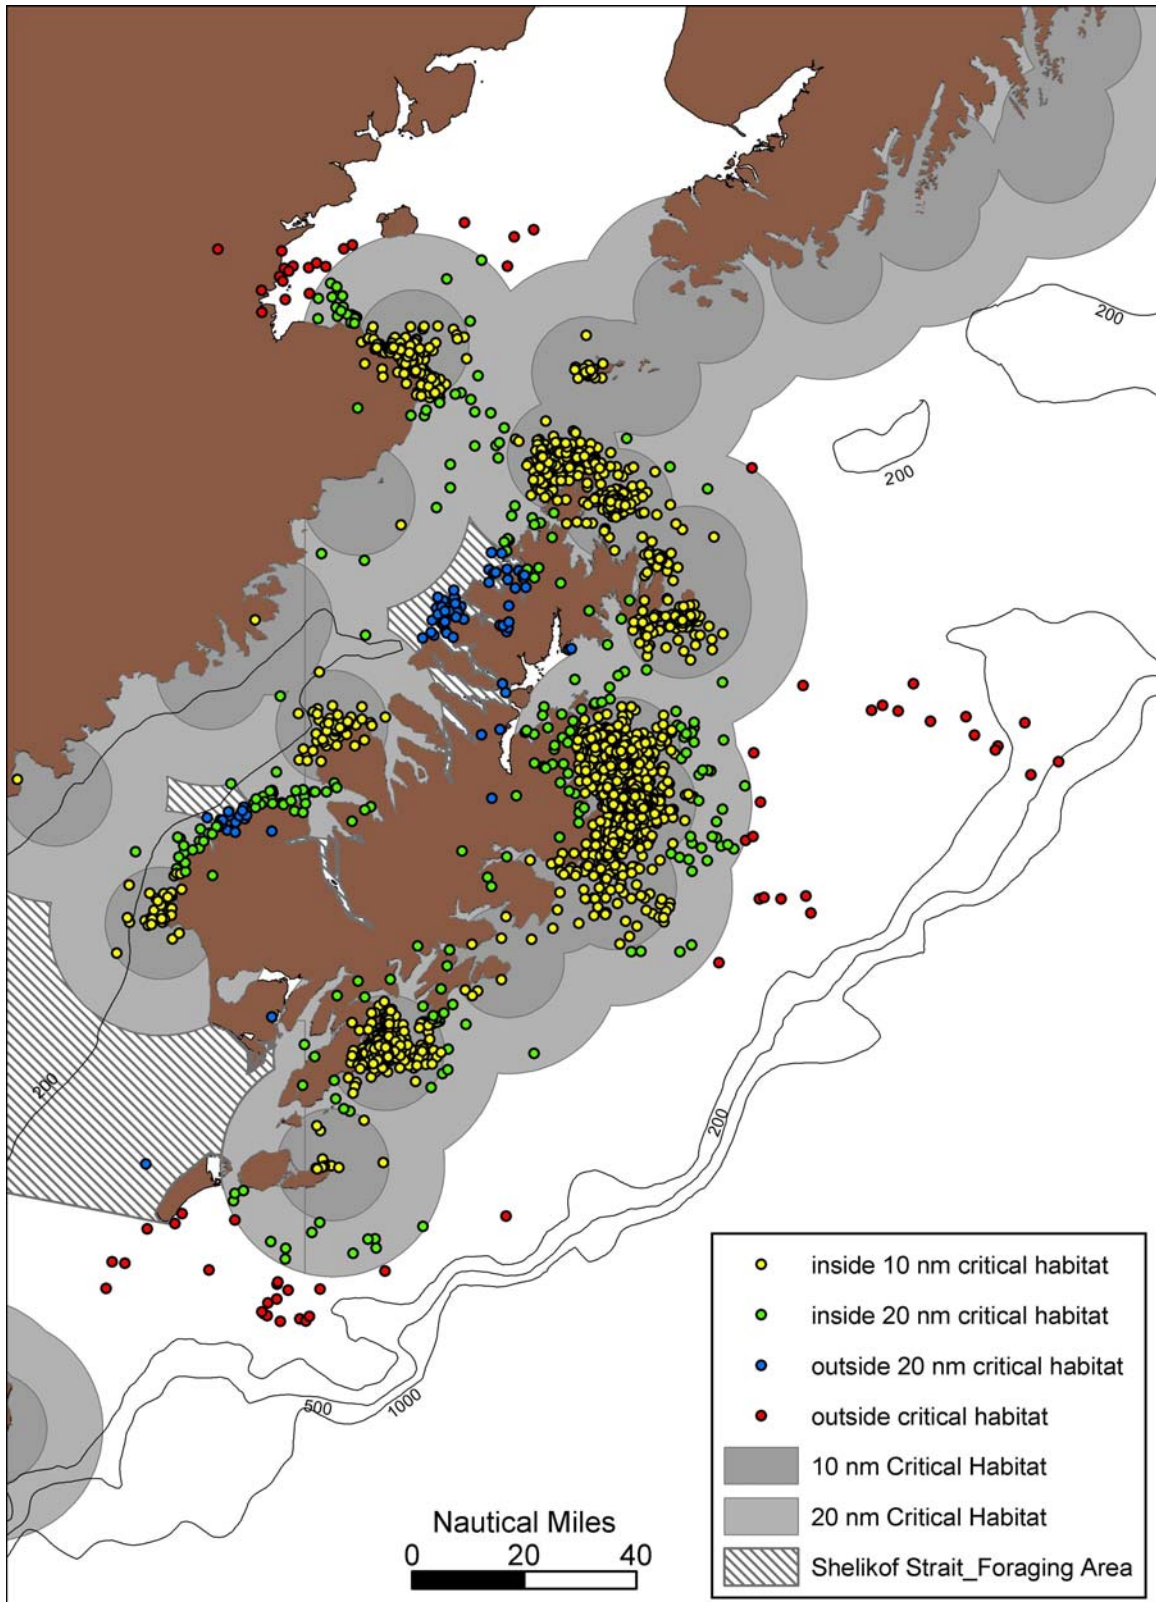 200
200
200
200
500
1000
Nautical Miles
0 20 40
inside 10 nm critical habitat
inside 20 nm critical habitat
outside 20 nm critical habitat
outside critical habitat
10 nm Critical Habitat
20 nm Critical Habitat
Shelikof Strait_Foraging Area